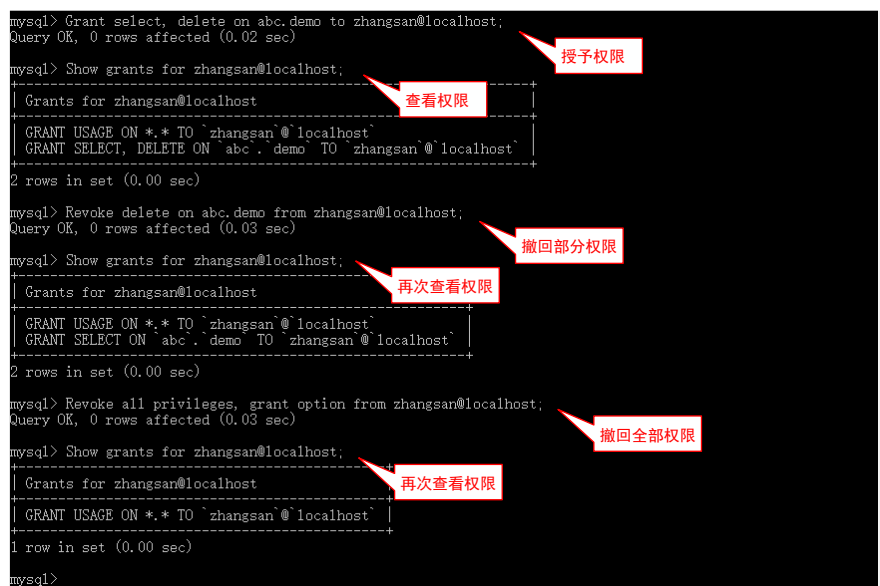 mysql> Grant select, delete on abc.demo to zhangsan@localhost;
Query OK, 0 rows affected (0.02 sec)
授予权限
mysql> Show grants for zhangsan@localhost;
查看权限
Grants for zhangsan@localhost
GRANT USAGE ON *.* TO `zhangsan`@`localhost`
GRANT SELECT, DELETE ON `abc`.`demo` TO `zhangsan`@`localhost`
2 rows in set (0.00 sec)
mysql> Revoke delete on abc.demo from zhangsan@localhost;
Query OK, 0 rows affected (0.03 sec)
撤回部分权限
mysql> Show grants for zhangsan@localhost;
再次查看权限
Grants for zhangsan@localhost
GRANT USAGE ON *.* TO `zhangsan`@`localhost`
GRANT SELECT ON `abc`.`demo` TO `zhangsan`@`localhost`
2 rows in set (0.00 sec)
mysql> Revoke all privileges, grant option from zhangsan@localhost;
Query OK, 0 rows affected (0.03 sec)
撤回全部权限
mysql> Show grants for zhangsan@localhost;
再次查看权限
Grants for zhangsan@localhost
GRANT USAGE ON *.* TO `zhangsan`@`localhost`
1 row in set (0.00 sec)
mysql>